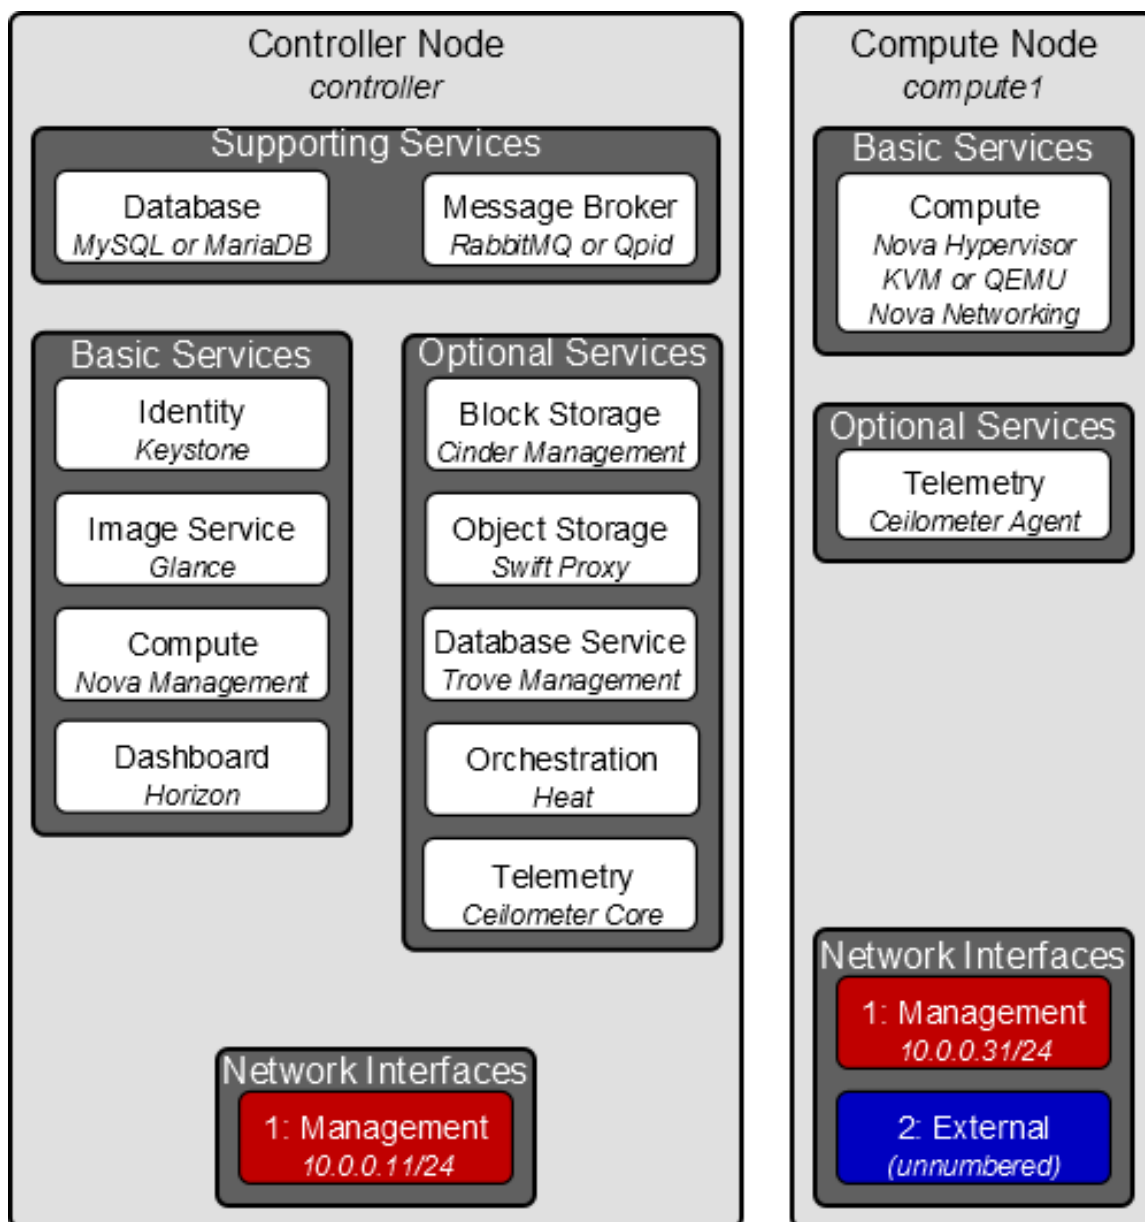 Controller Node
controller
Supporting Services
Database
MySQL or MariaDB
Message Broker
RabbitMQ or Qpid
Basic Services
Identity
Keystone
Image Service
Glance
Compute
Nova Management
Dashboard
Horizon
Optional Services
Block Storage
Cinder Management
Object Storage
Swift Proxy
Database Service
Trove Management
Orchestration
Heat
Telemetry
Ceilometer Core
Network Interfaces
1: Management
10.0.0.11/24
Compute Node
compute1
Basic Services
Compute
Nova Hypervisor
KVM or QEMU
Nova Networking
Optional Services
Telemetry
Ceilometer Agent
Network Interfaces
1: Management
10.0.0.31/24
2: External
(unnumbered)